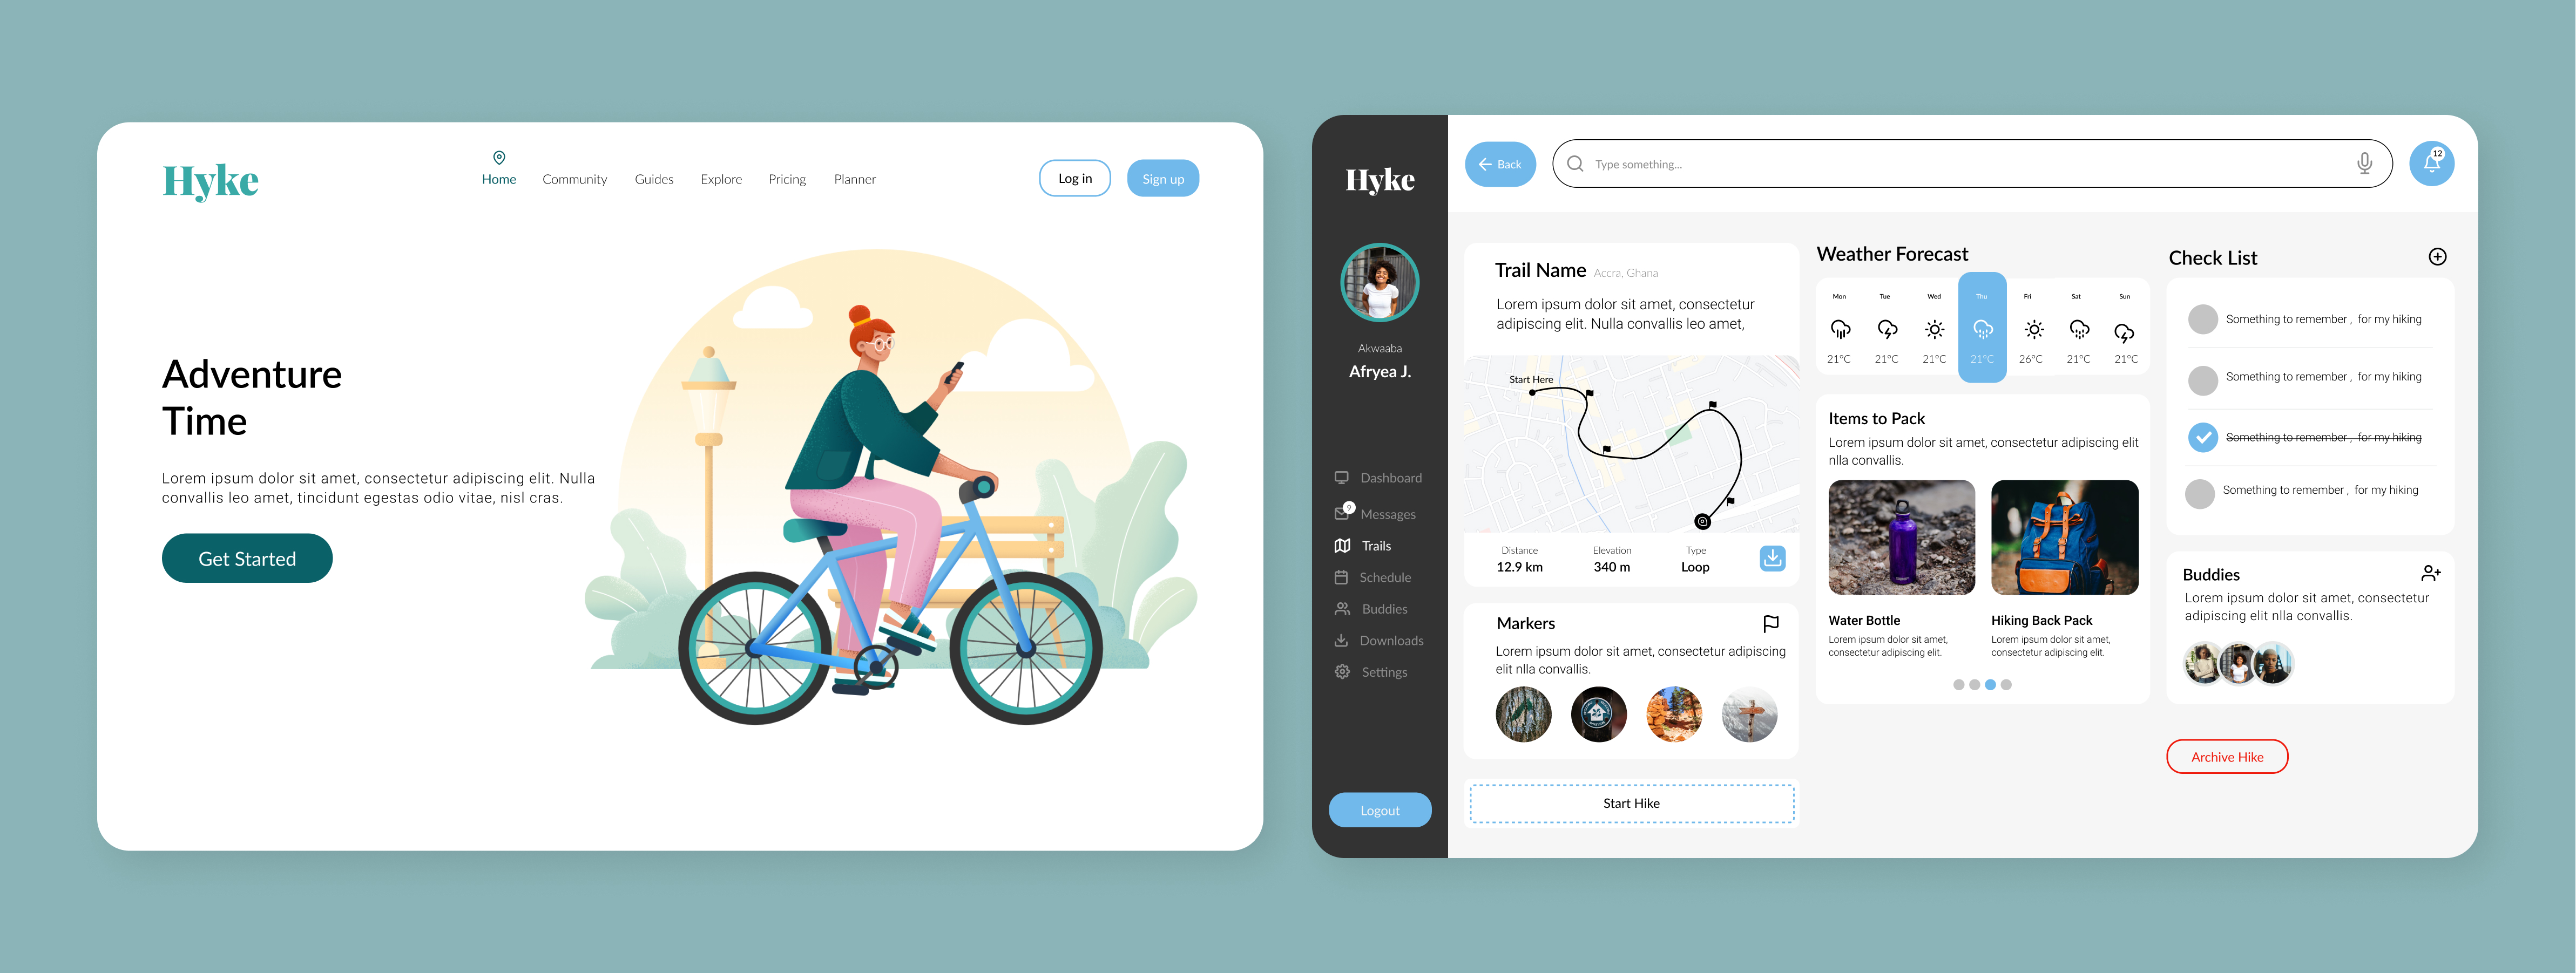 Hyke
Home
Community
Guides
Explore
Pricing
Planner
Log in
Sign up
Adventure
Time
Lorem ipsum dolor sit amet, consectetur adipiscing elit. Nulla
convallis leo amet, tincidunt egestas odio vitae, nisl cras.
Get Started
Hyke
Akwaaba
Afryea J.
Dashboard
9
Messages
Trails
Schedule
Buddies
Downloads
Settings
Logout
Back
Type something...
12
Trail Name Accra, Ghana
Lorem ipsum dolor sit amet, consectetur
adipiscing elit. Nulla convallis leo amet,
Start Here
Distance
12.9 km
Elevation
340 m
Type
Loop
Markers
Lorem ipsum dolor sit amet, consectetur adipiscing
elit nlla convallis.
Start Hike
Weather Forecast
Mon Tue Wed Thu Fri Sat Sun
21°C 21°C 21°C 21°C 26°C 21°C 21°C
Items to Pack
Lorem ipsum dolor sit amet, consectetur adipiscing elit
nlla convallis.
Water Bottle
Lorem ipsum dolor sit amet,
consectetur adipiscing elit.
Hiking Back Pack
Lorem ipsum dolor sit amet,
consectetur adipiscing elit.
Check List
Something to remember , for my hiking
Something to remember , for my hiking
Something to remember , for my hiking
Something to remember , for my hiking
Buddies
Lorem ipsum dolor sit amet, consectetur
adipiscing elit nlla convallis.
Archive Hike